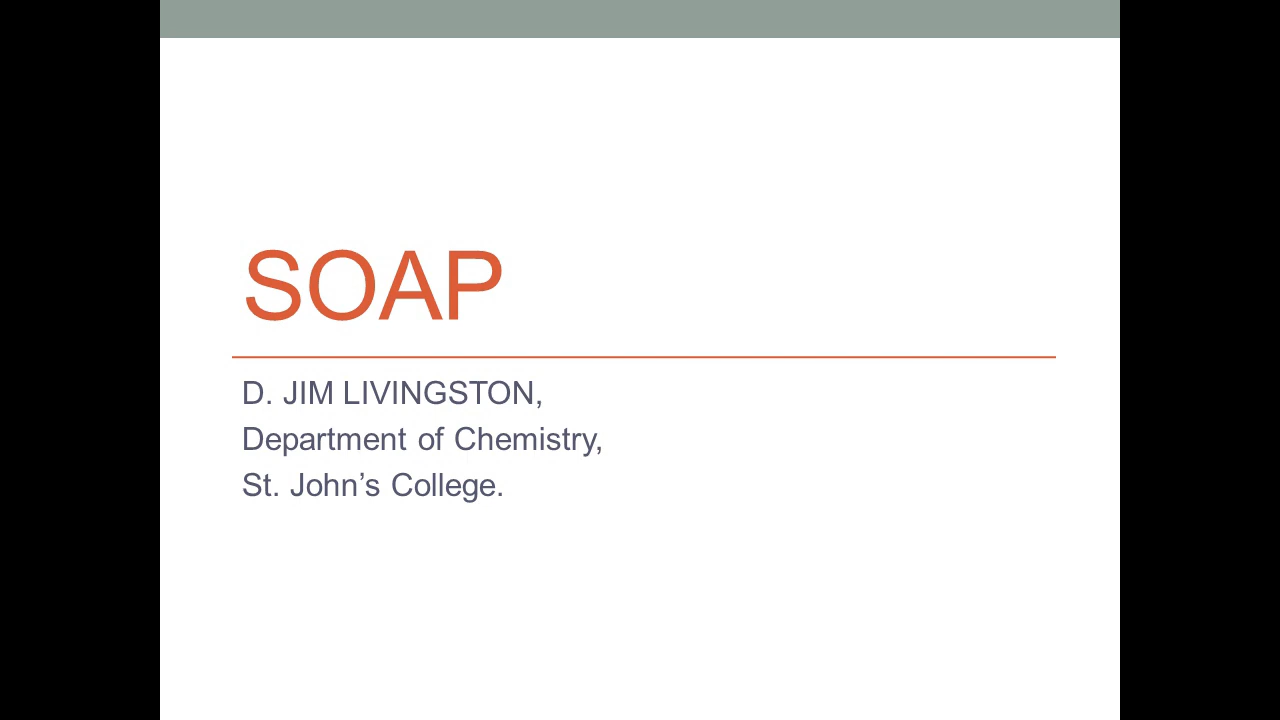 SOAP
D. JIM LIVINGSTON,
Department of Chemistry,
St. John’s College.